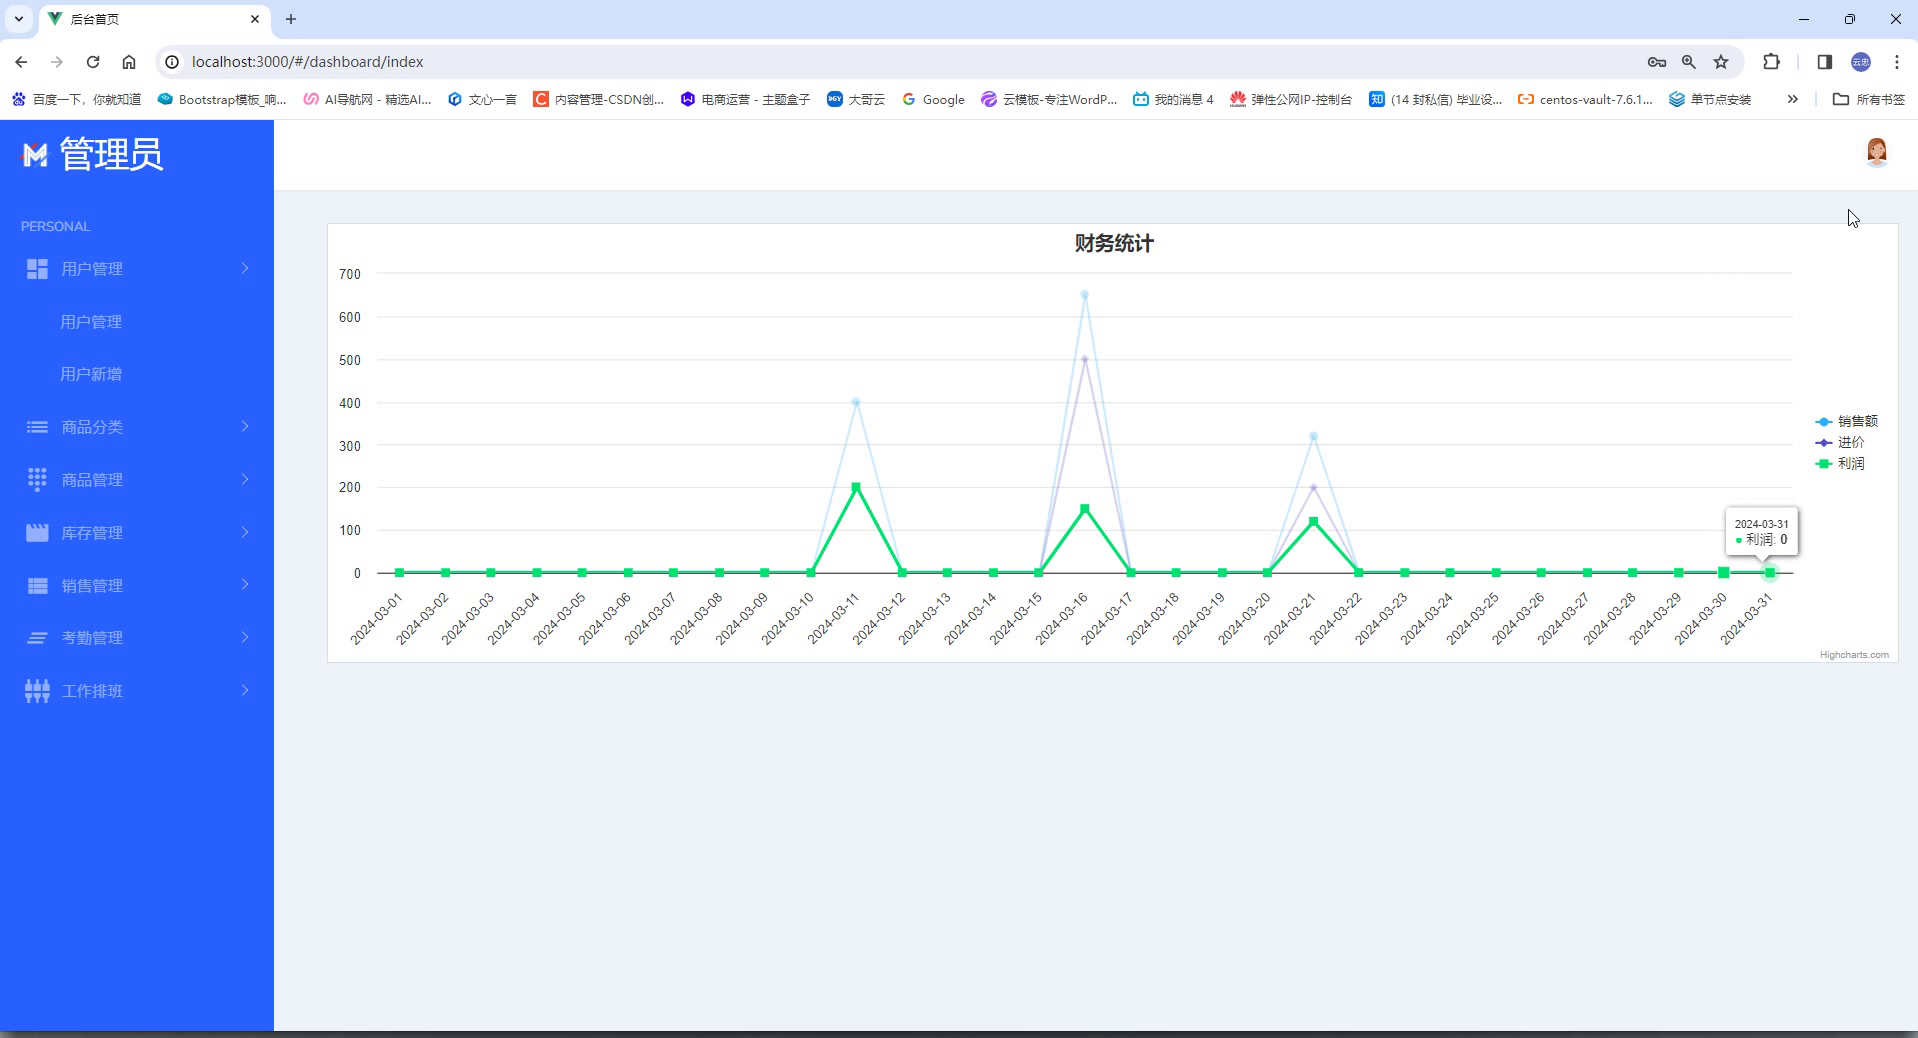 后台首页
localhost:3000/#/dashboard/index
百度一下，你就知道 Bootstrap模板_响... AI导航网 - 精选AI... 文心一言 内容管理-CSDN创... 电商运营 - 主题盒子 大哥云 Google 云模板-专注WordP... 我的消息 4 弹性公网IP-控制台 (14 封私信) 毕业设... centos-vault-7.6.1... 单节点安装 所有书签
管理员
PERSONAL
用户管理
用户管理
用户新增
商品分类
商品管理
库存管理
销售管理
考勤管理
工作排班
财务统计
700
600
500
400
300
200
100
0
2024-03-01
2024-03-02
2024-03-03
2024-03-04
2024-03-05
2024-03-06
2024-03-07
2024-03-08
2024-03-09
2024-03-10
2024-03-11
2024-03-12
2024-03-13
2024-03-14
2024-03-15
2024-03-16
2024-03-17
2024-03-18
2024-03-19
2024-03-20
2024-03-21
2024-03-22
2024-03-23
2024-03-24
2024-03-25
2024-03-26
2024-03-27
2024-03-28
2024-03-29
2024-03-30
2024-03-31
销售额
进价
利润
2024-03-31
利润: 0
Highcharts.com